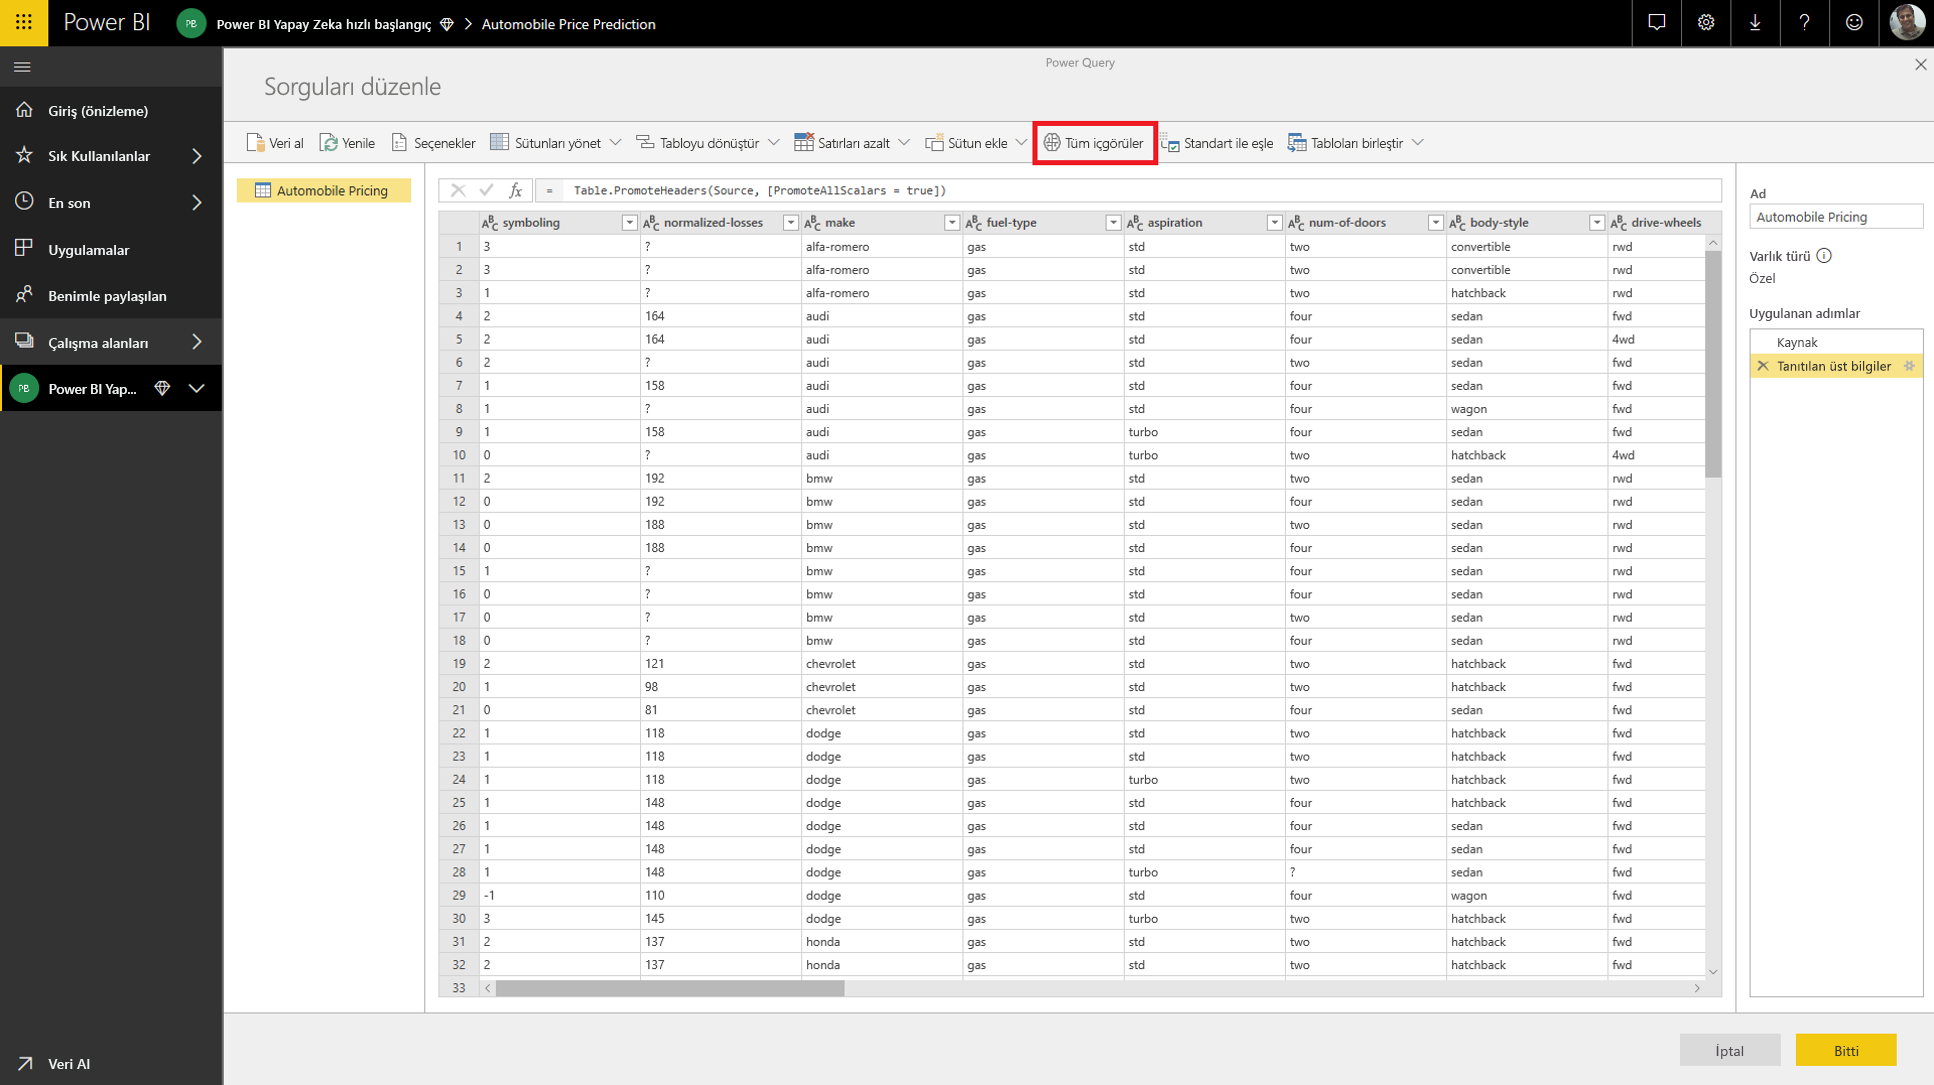 Power BI PB Power BI Yapay Zeka hızlı başlangıç > Automobile Price Prediction
Power Query
Sorguları düzenle
Giriş (önizleme)
Sık Kullanılanlar
En son
Uygulamalar
Benimle paylaşılan
Çalışma alanları
PB Power BI Yap...
Veri Al
Veri al Yenile Seçenekler Sütunları yönet Tabloyu dönüştür Satırları azalt Sütun ekle Tüm içgörüler Standart ile eşle Tabloları birleştir
Automobile Pricing
fx = Table.PromoteHeaders(Source, [PromoteAllScalars = true])
symboling normalized-losses make fuel-type aspiration num-of-doors body-style drive-wheels
1 3 ? alfa-romero gas std two convertible rwd
2 3 ? alfa-romero gas std two convertible rwd
3 1 ? alfa-romero gas std two hatchback rwd
4 2 164 audi gas std four sedan fwd
5 2 164 audi gas std four sedan 4wd
6 2 ? audi gas std two sedan fwd
7 1 158 audi gas std four sedan fwd
8 1 ? audi gas std four wagon fwd
9 1 158 audi gas turbo four sedan fwd
10 0 ? audi gas turbo two hatchback 4wd
11 2 192 bmw gas std two sedan rwd
12 0 192 bmw gas std four sedan rwd
13 0 188 bmw gas std two sedan rwd
14 0 188 bmw gas std four sedan rwd
15 1 ? bmw gas std four sedan rwd
16 0 ? bmw gas std four sedan rwd
17 0 ? bmw gas std two sedan rwd
18 0 ? bmw gas std four sedan rwd
19 2 121 chevrolet gas std two hatchback fwd
20 1 98 chevrolet gas std two hatchback fwd
21 0 81 chevrolet gas std four sedan fwd
22 1 118 dodge gas std two hatchback fwd
23 1 118 dodge gas std two hatchback fwd
24 1 118 dodge gas turbo two hatchback fwd
25 1 148 dodge gas std four hatchback fwd
26 1 148 dodge gas std four sedan fwd
27 1 148 dodge gas std four sedan fwd
28 1 148 dodge gas turbo ? sedan fwd
29 -1 110 dodge gas std four wagon fwd
30 3 145 dodge gas turbo two hatchback fwd
31 2 137 honda gas std two hatchback fwd
32 2 137 honda gas std two hatchback fwd
33
Ad
Automobile Pricing
Varlık türü
Özel
Uygulanan adımlar
Kaynak
Tanıtılan üst bilgiler
İptal Bitti